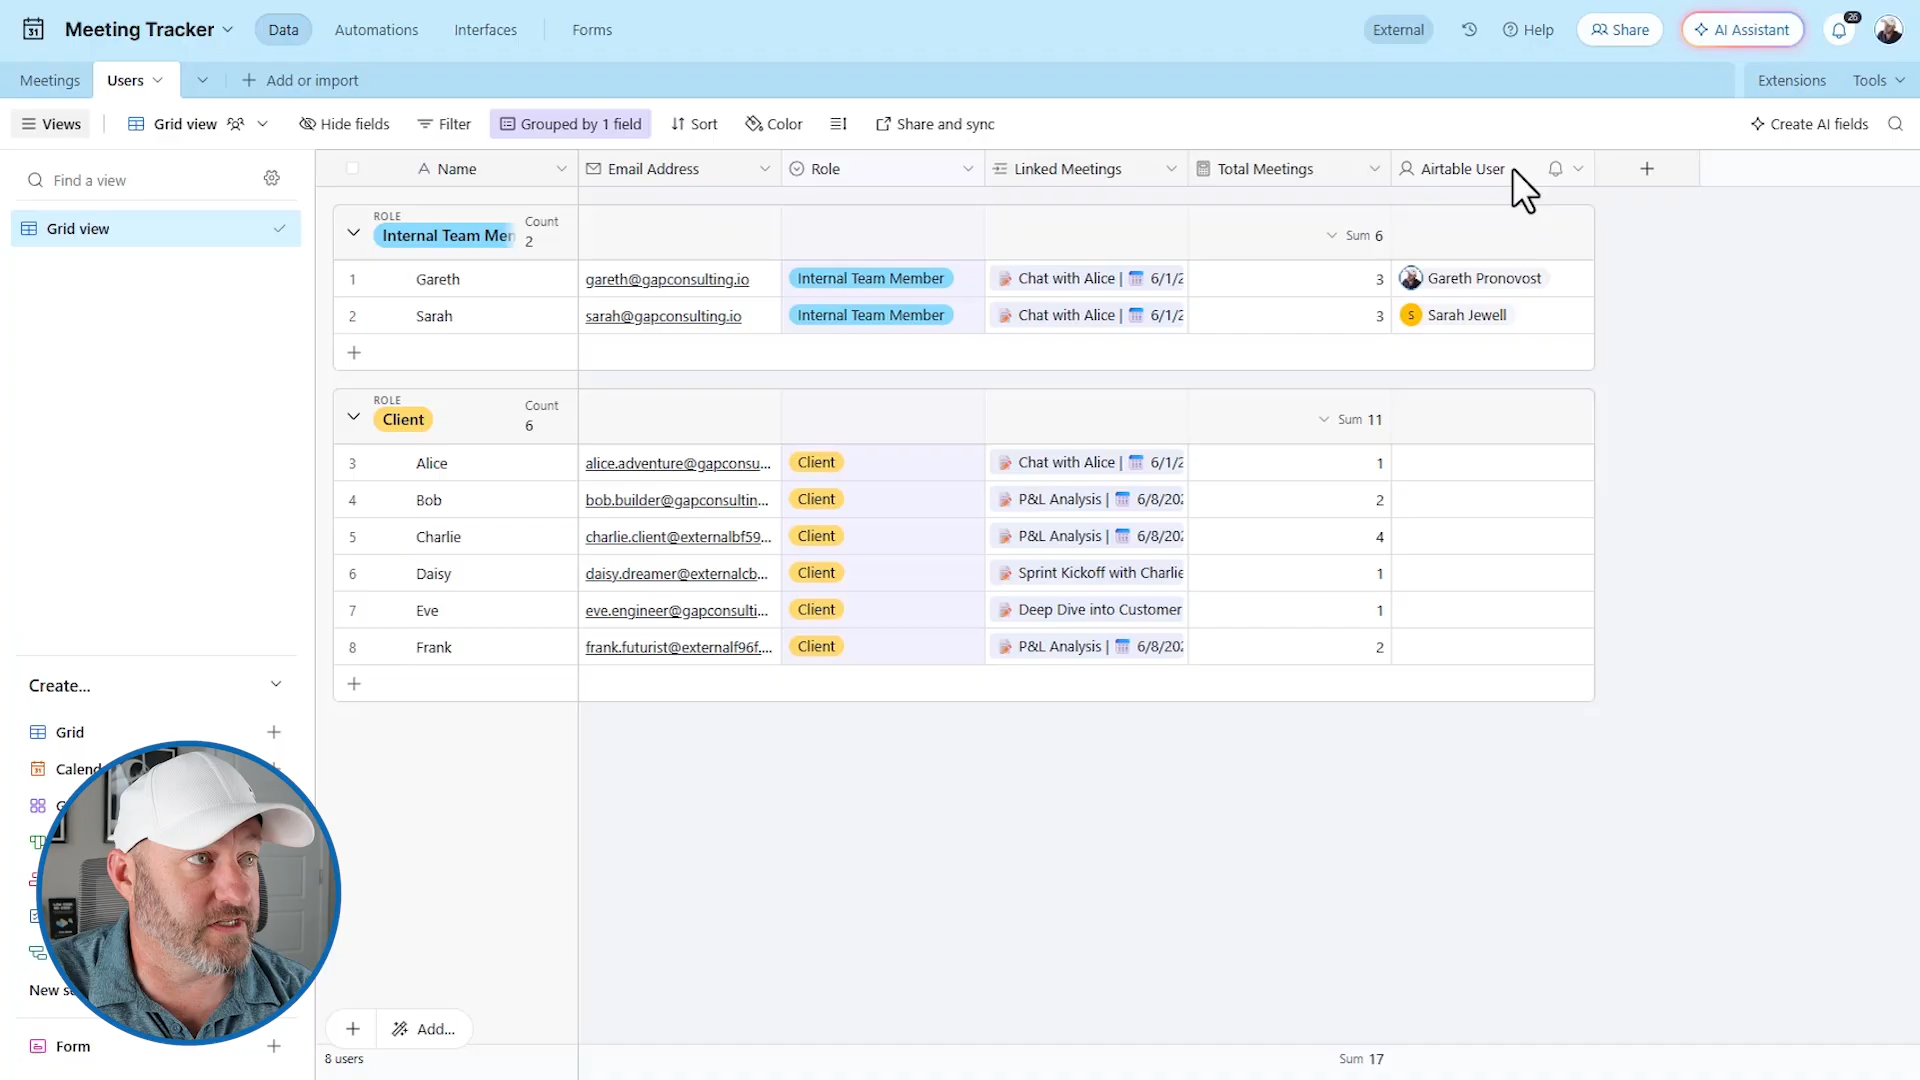 31 Meeting Tracker Data Automations Interfaces Forms External Help Share AI Assistant 26
Meetings Users Add or import Extensions Tools
Views Grid view Hide fields Filter Grouped by 1 field Sort Color Share and sync Create AI fields
Find a view
Grid view
Name Email Address Role Linked Meetings Total Meetings Airtable User
ROLE
Internal Team Mem
Count
2
Sum 6
1 Gareth gareth@gapconsulting.io Internal Team Member Chat with Alice | 6/1/2 3 Gareth Pronovost
2 Sarah sarah@gapconsulting.io Internal Team Member Chat with Alice | 6/1/2 3 S Sarah Jewell
ROLE
Client
Count
6
Sum 11
3 Alice alice.adventure@gapconsu... Client Chat with Alice | 6/1/2 1
4 Bob bob.builder@gapconsultin... Client P&L Analysis | 6/8/202 2
5 Charlie charlie.client@externalbf59... Client P&L Analysis | 6/8/202 4
6 Daisy daisy.dreamer@externalcb... Client Sprint Kickoff with Charlie 1
7 Eve eve.engineer@gapconsulti... Client Deep Dive into Customer 1
8 Frank frank.futurist@externalf96f.... Client P&L Analysis | 6/8/202 2
Create...
Grid
Calend
G
New s
Form
Add...
8 users
Sum 17